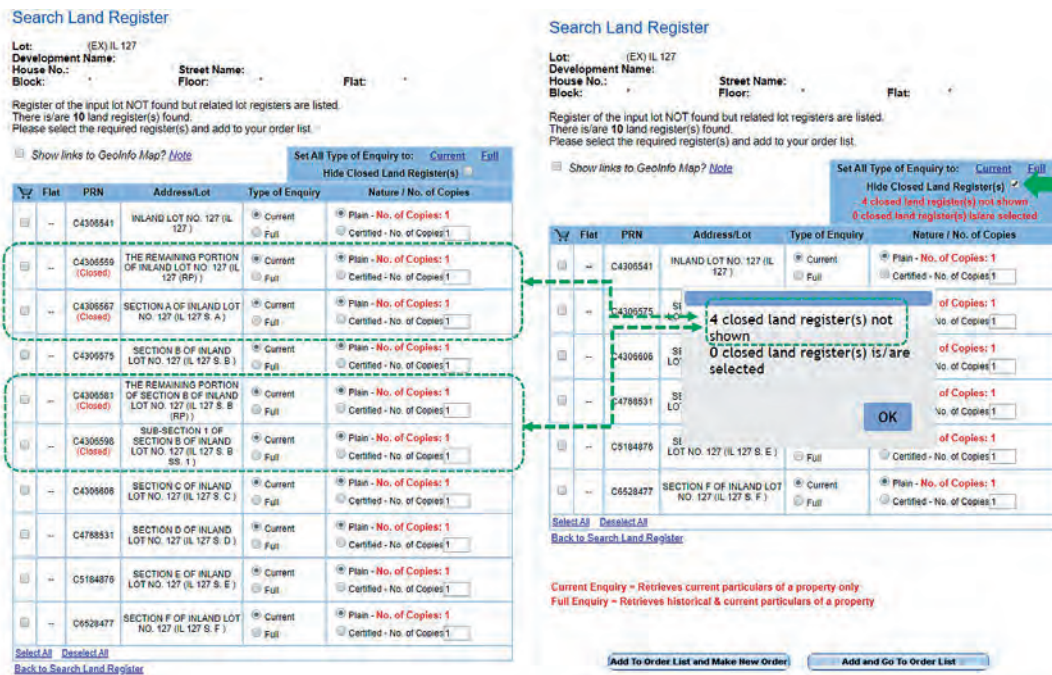 Search Land Register
Lot: (EX) IL 127
Development Name:
House No.: Street Name:
Block: * Floor: * Flat: *
Register of the input lot NOT found but related lot registers are listed.
There is/are 10 land register(s) found.
Please select the required register(s) and add to your order list.
Show links to GeoInfo Map? Note
Set All Type of Enquiry to: Current Full
Hide Closed Land Register(s)
Flat PRN Address/Lot Type of Enquiry Nature / No. of Copies
-- C4306541 INLAND LOT NO. 127 (IL 127 ) Current Plain - No. of Copies: 1
Full Certified - No. of Copies 1
-- C4306559 (Closed) THE REMAINING PORTION OF INLAND LOT NO. 127 (IL 127 (RP) ) Current Plain - No. of Copies: 1
Full Certified - No. of Copies 1
-- C4306567 (Closed) SECTION A OF INLAND LOT NO. 127 (IL 127 S. A ) Current Plain - No. of Copies: 1
Full Certified - No. of Copies 1
-- C4306575 SECTION B OF INLAND LOT NO. 127 (IL 127 S. B ) Current Plain - No. of Copies: 1
Full Certified - No. of Copies 1
-- C4306581 (Closed) THE REMAINING PORTION OF SECTION B OF INLAND LOT NO. 127 (IL 127 S. B (RP) ) Current Plain - No. of Copies: 1
Full Certified - No. of Copies 1
-- C4306598 (Closed) SUB-SECTION 1 OF SECTION B OF INLAND LOT NO. 127 (IL 127 S. B SS. 1 ) Current Plain - No. of Copies: 1
Full Certified - No. of Copies 1
-- C4306606 SECTION C OF INLAND LOT NO. 127 (IL 127 S. C ) Current Plain - No. of Copies: 1
Full Certified - No. of Copies 1
-- C4788531 SECTION D OF INLAND LOT NO. 127 (IL 127 S. D ) Current Plain - No. of Copies: 1
Full Certified - No. of Copies 1
-- C5184876 SECTION E OF INLAND LOT NO. 127 (IL 127 S. E ) Current Plain - No. of Copies: 1
Full Certified - No. of Copies 1
-- C6528477 SECTION F OF INLAND LOT NO. 127 (IL 127 S. F ) Current Plain - No. of Copies: 1
Full Certified - No. of Copies 1
Select All Deselect All
Back to Search Land Register
Search Land Register
Lot: (EX) IL 127
Development Name:
House No.: Street Name:
Block: * Floor: * Flat: *
Register of the input lot NOT found but related lot registers are listed.
There is/are 10 land register(s) found.
Please select the required register(s) and add to your order list.
Show links to GeoInfo Map? Note
Set All Type of Enquiry to: Current Full
Hide Closed Land Register(s)
4 closed land register(s) not shown
0 closed land register(s) is/are selected
Flat PRN Address/Lot Type of Enquiry Nature / No. of Copies
-- C4306541 INLAND LOT NO. 127 (IL 127 ) Current Plain - No. of Copies: 1
Full Certified - No. of Copies 1
-- C4306575 of Copies: 1
No. of Copies 1
-- C4306606 of Copies: 1
No. of Copies 1
-- C4788531 of Copies: 1
No. of Copies 1
-- C5184876 LOT NO. 127 (IL 127 S. E ) of Copies: 1
Full Certified - No. of Copies 1
-- C6528477 SECTION F OF INLAND LOT NO. 127 (IL 127 S. F ) Current Plain - No. of Copies: 1
Full Certified - No. of Copies 1
4 closed land register(s) not
shown
0 closed land register(s) is/are
selected
OK
Select All Deselect All
Back to Search Land Register
Current Enquiry = Retrieves current particulars of a property only
Full Enquiry = Retrieves historical & current particulars of a property
Add To Order List and Make New Order Add and Go To Order List